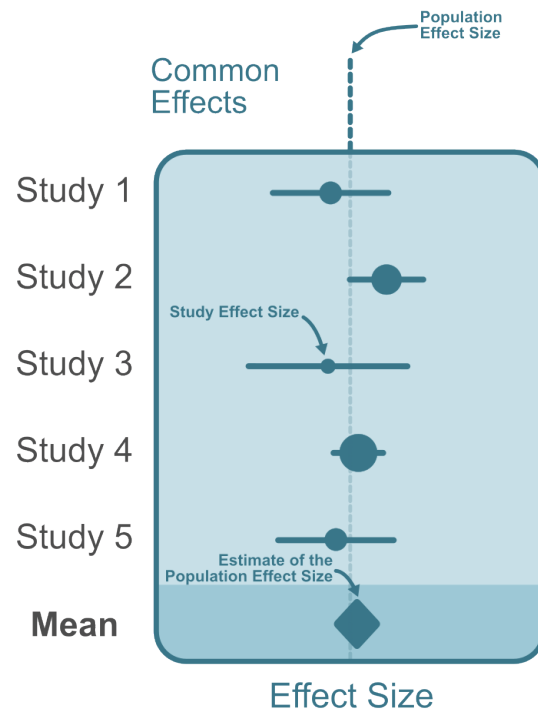 Population
Effect Size
Common
Effects
Study 1
Study 2
Study Effect Size
Study 3
Study 4
Study 5
Estimate of the
Population Effect Size
Mean
Effect Size